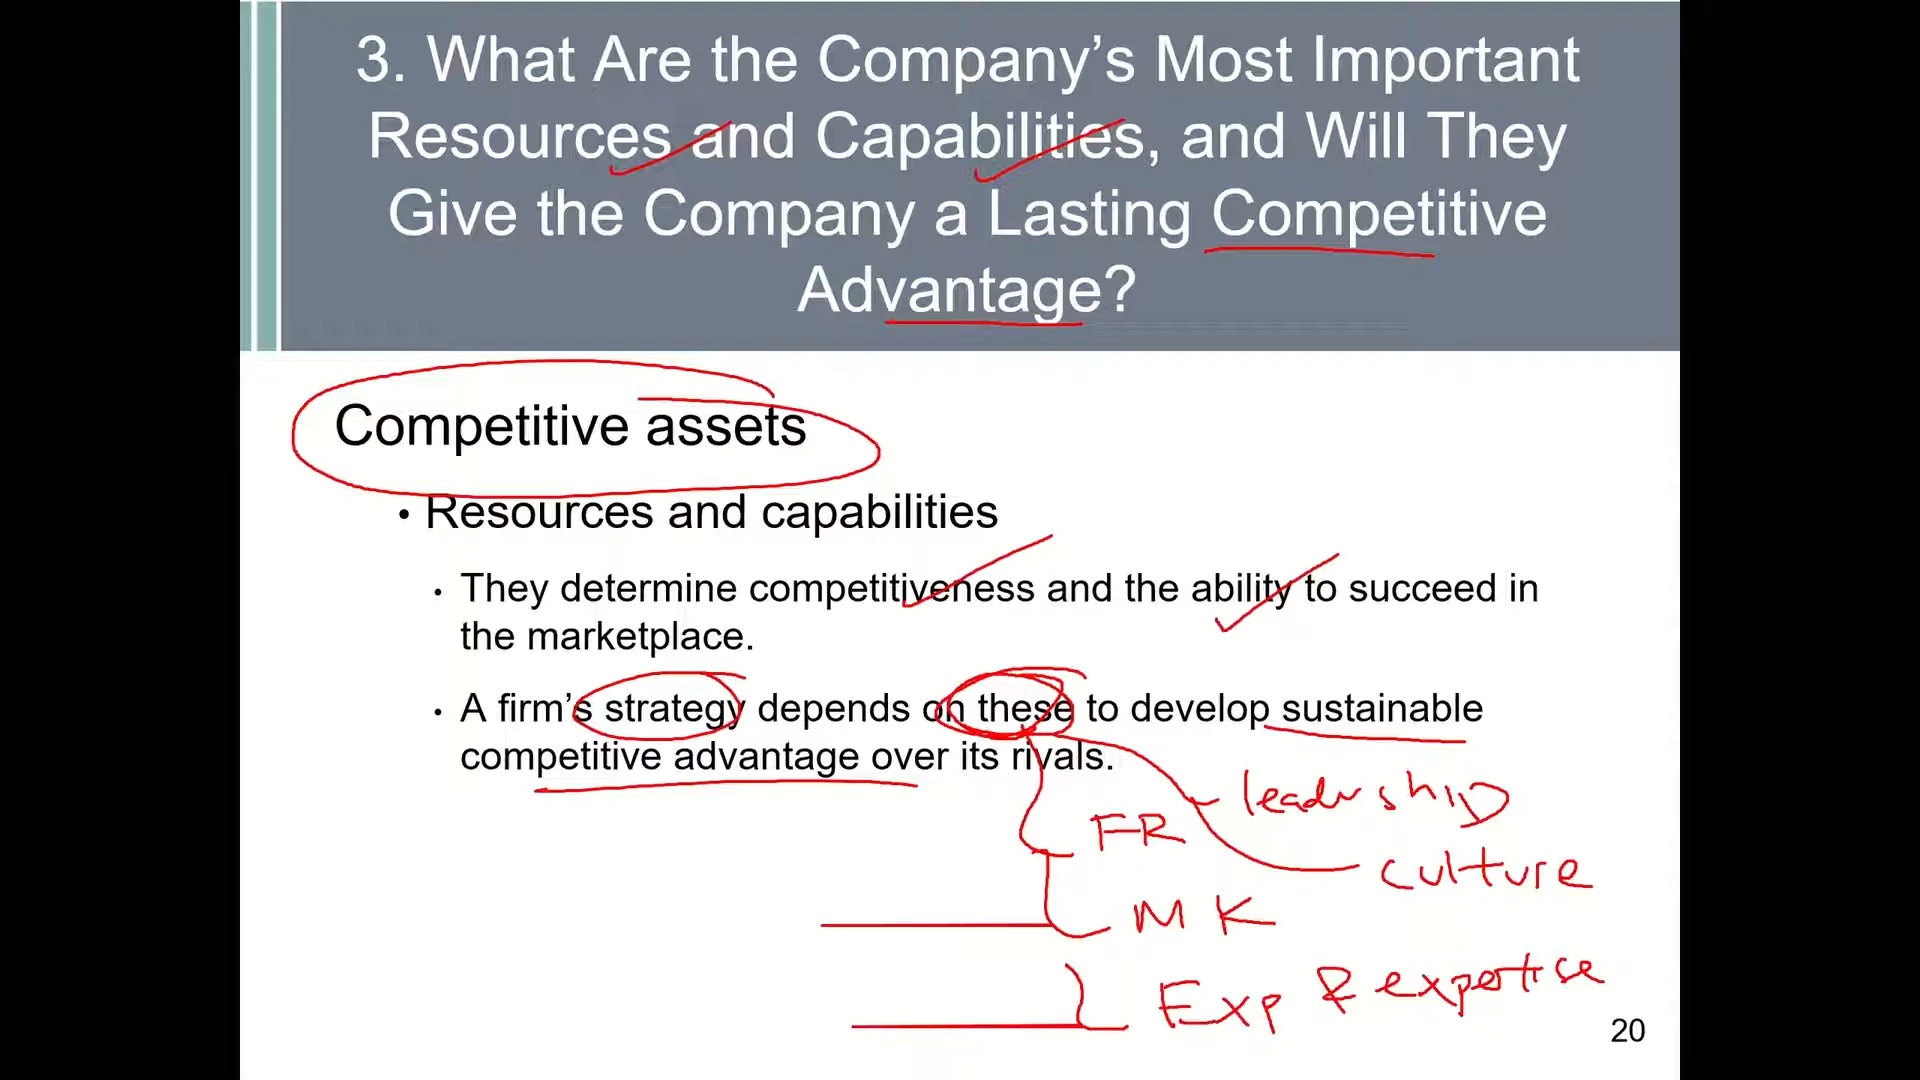 3. What Are the Company’s Most Important
Resources and Capabilities, and Will They
Give the Company a Lasting Competitive
Advantage?
Competitive assets
• Resources and capabilities
• They determine competitiveness and the ability to succeed in
the marketplace.
• A firm’s strategy depends on these to develop sustainable
competitive advantage over its rivals.
leadership
FR
culture
MK
Exp & expertise
20